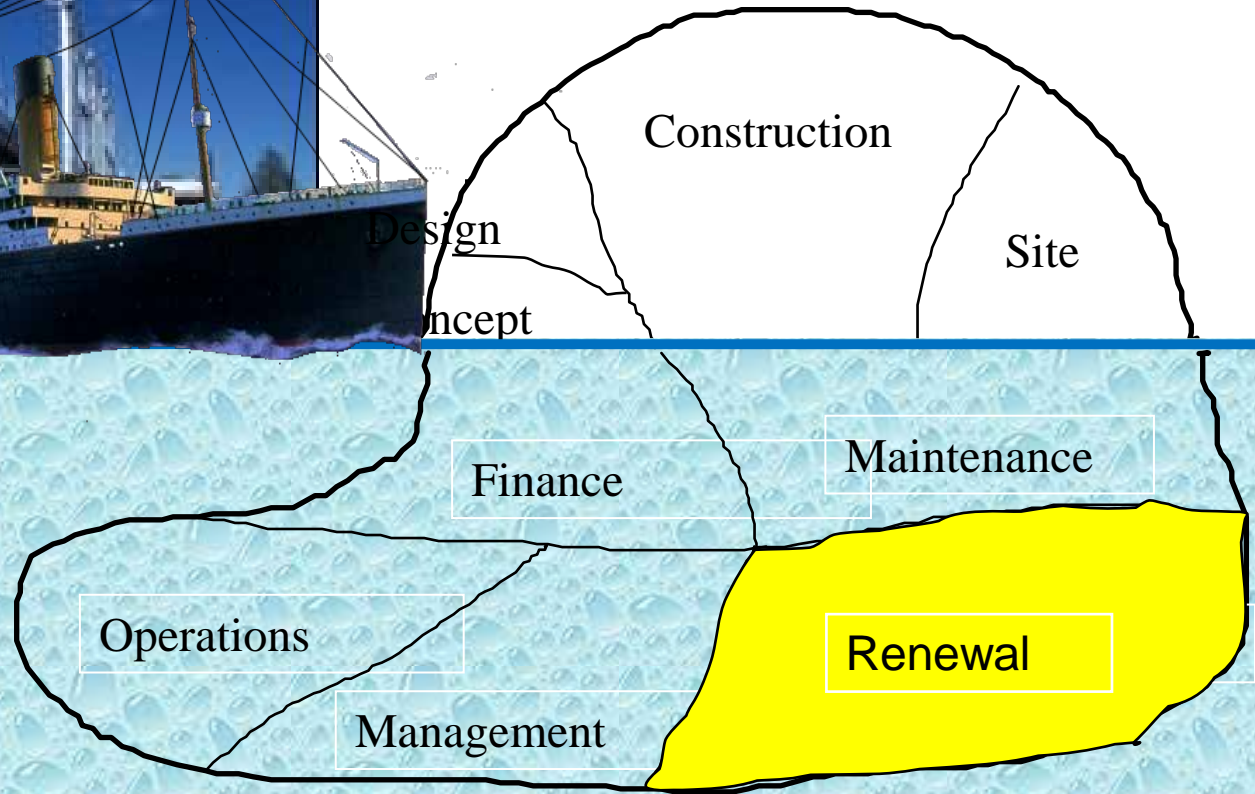 Construction
Design
Site
ncept
Maintenance
Finance
Operations
Renewal
Management